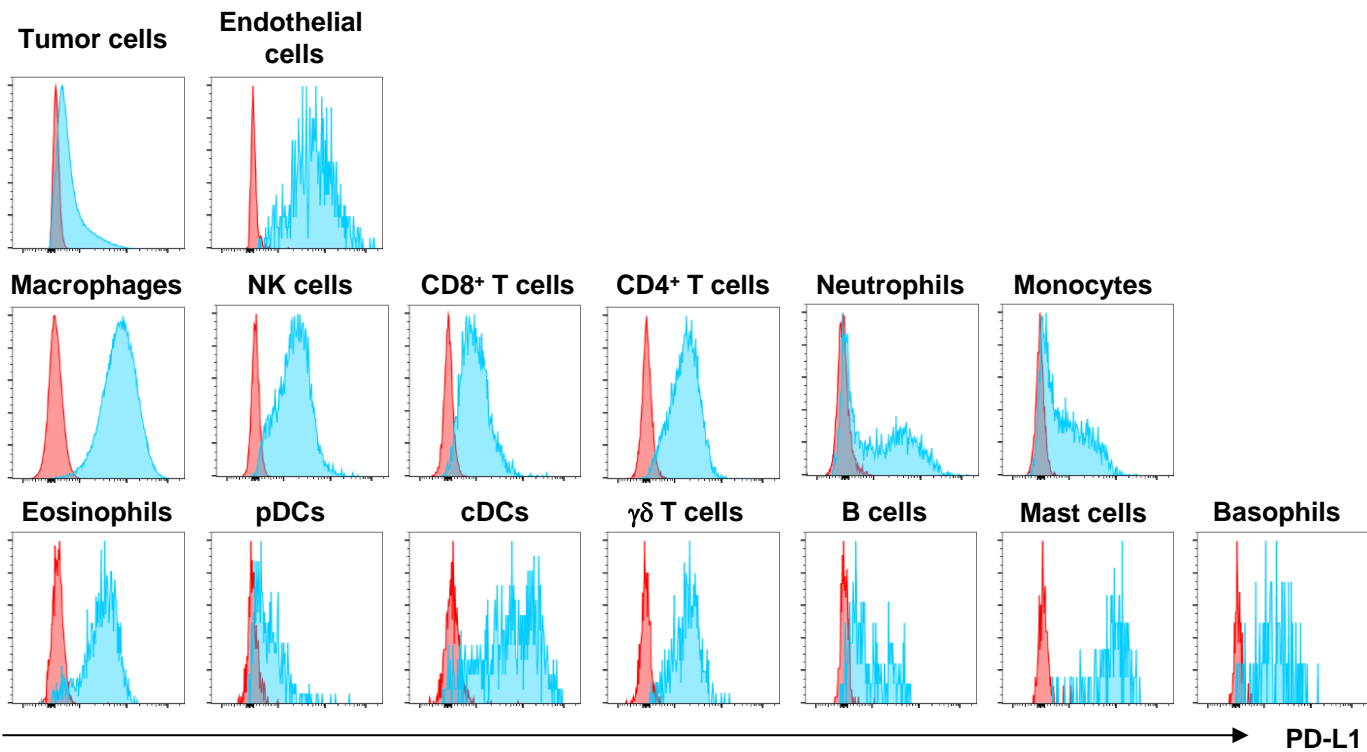 Tumor cells
Endothelial
cells
Macrophages
NK cells
CD8⁺ T cells
CD4⁺ T cells
Neutrophils
Monocytes
Eosinophils
pDCs
cDCs
γδ T cells
B cells
Mast cells
Basophils
PD-L1